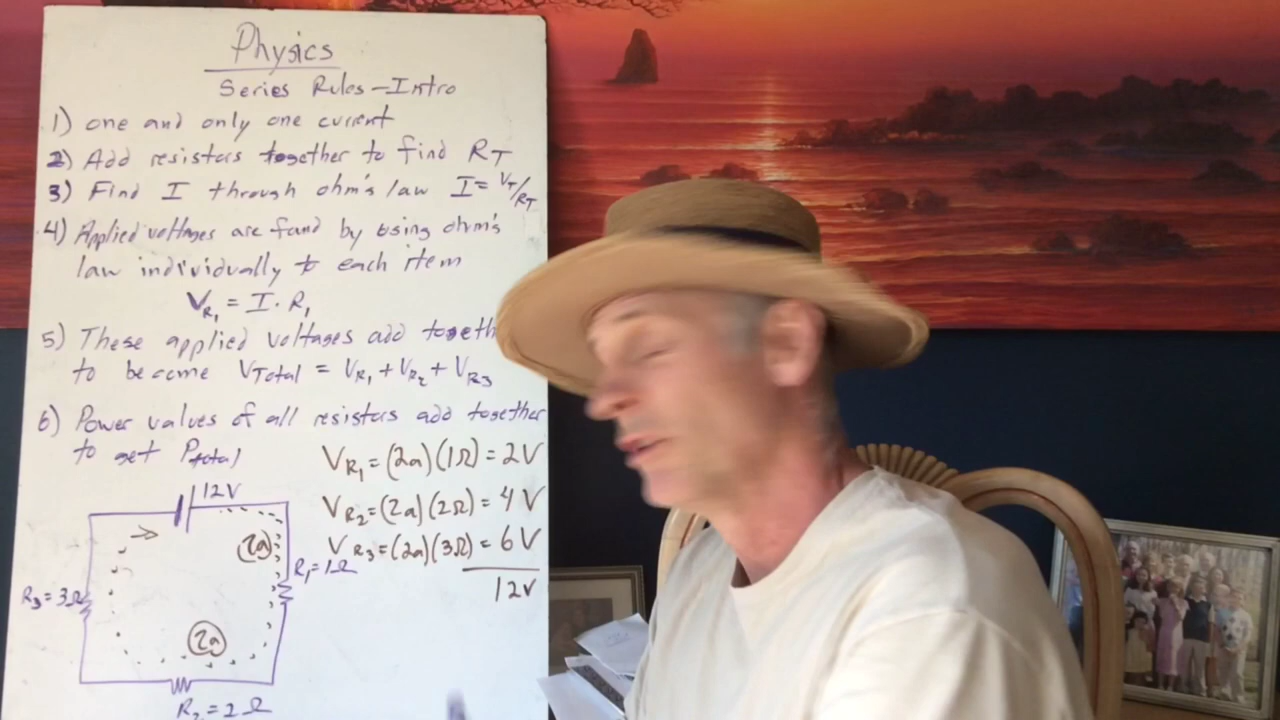 Physics
Series Rules - Intro
1) one and only one current
2) Add resistors together to find RT
3) Find I through ohm's law I = VT/RT
4) Applied voltages are found by using ohm's
law individually to each item
VR1 = I · R1
5) These applied voltages add togeth
to become VTotal = VR1 + VR2 + VR3
6) Power values of all resistors add together
to get Ptotal
VR1 = (2a)(1Ω) = 2V
VR2 = (2a)(2Ω) = 4V
VR3 = (2a)(3Ω) = 6V
12V
12V
2a
R1 = 1Ω
R3 = 3Ω
2a
R2 = 2Ω